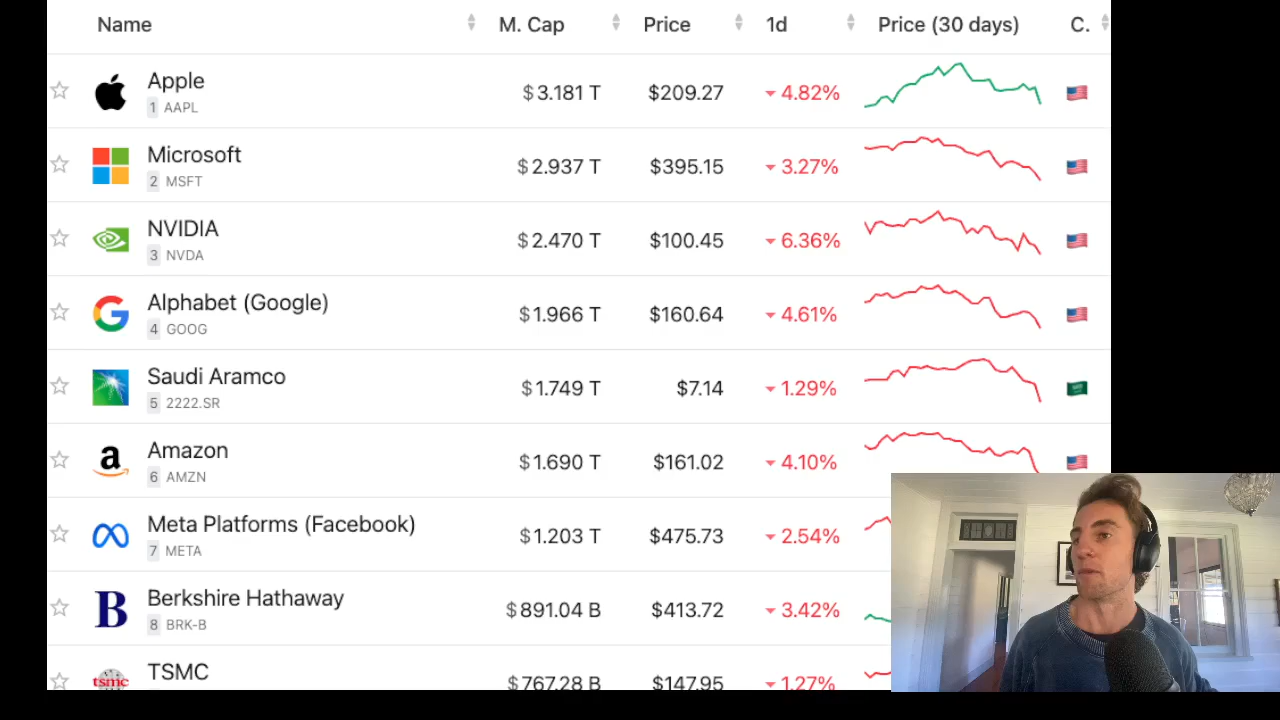 Name M. Cap Price 1d Price (30 days) C.
Apple
1 AAPL
$ 3.181 T $209.27 4.82%
Microsoft
2 MSFT
$ 2.937 T $395.15 3.27%
NVIDIA
3 NVDA
$ 2.470 T $100.45 6.36%
Alphabet (Google)
4 GOOG
$ 1.966 T $160.64 4.61%
Saudi Aramco
5 2222.SR
$ 1.749 T $7.14 1.29%
a
Amazon
6 AMZN
$ 1.690 T $161.02 4.10%
Meta Platforms (Facebook)
7 META
$ 1.203 T $475.73 2.54%
B
Berkshire Hathaway
8 BRK-B
$ 891.04 B $413.72 3.42%
tsmc
TSMC
$ 767.28 B $147.95 1.27%